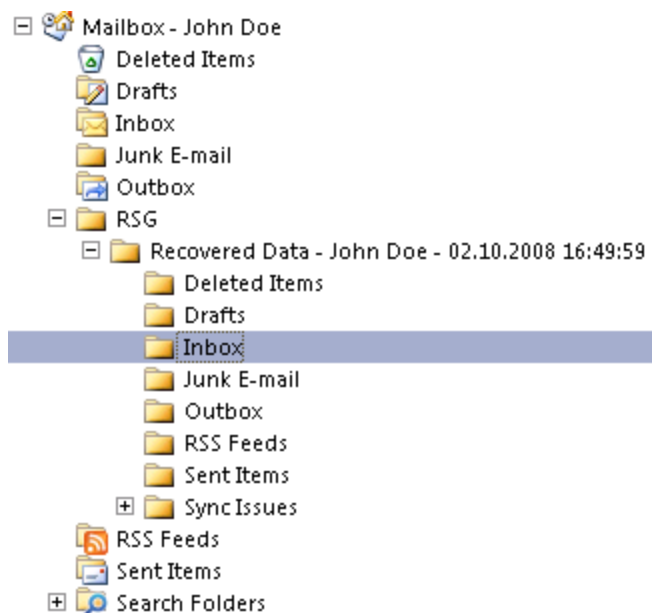 Mailbox - John Doe
Deleted Items
Drafts
Inbox
Junk E-mail
Outbox
RSG
Recovered Data - John Doe - 02.10.2008 16:49:59
Deleted Items
Drafts
Inbox
Junk E-mail
Outbox
RSS Feeds
Sent Items
Sync Issues
RSS Feeds
Sent Items
Search Folders